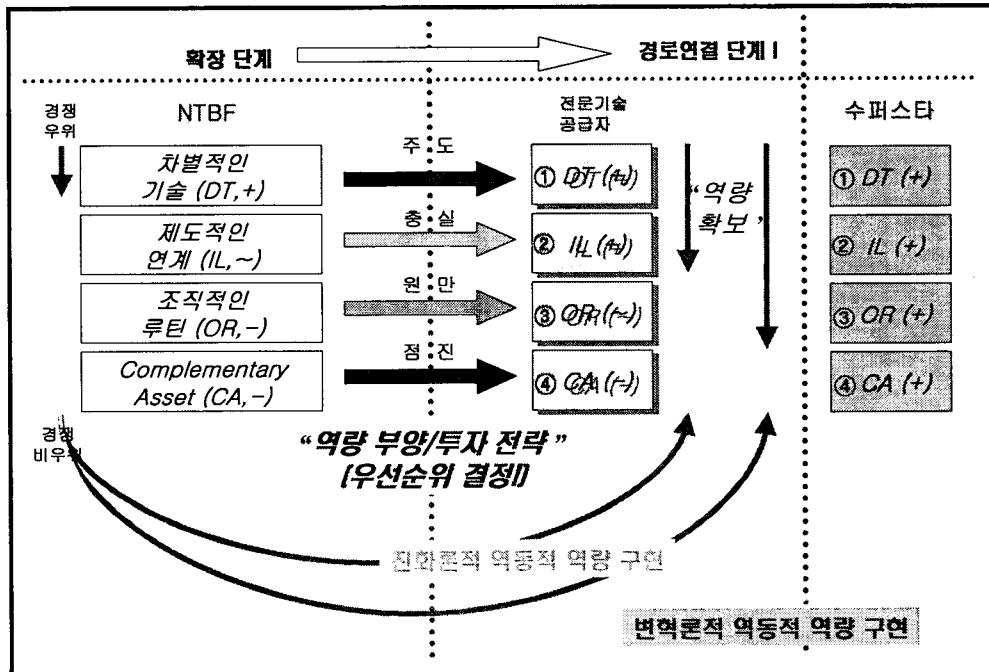 확장 단계
경로연결 단계 I
경쟁
우위
NTBF
전문기술
공급자
수퍼스타
차별적인
기술 (DT,+)
주 도
① DT (+)
① DT (+)
제도적인
연계 (IL,~)
충 실
② IL (+)
② IL (+)
“역량
확보”
조직적인
루틴 (OR,−)
원 만
③ OR (~)
③ OR (+)
Complementary
Asset (CA,−)
점 진
④ CA (−)
④ CA (+)
경쟁
비우위
“역량 부양/투자 전략”
(우선순위 결정I)
진화론적 역동적 역량 구현
변혁론적 역동적 역량 구현